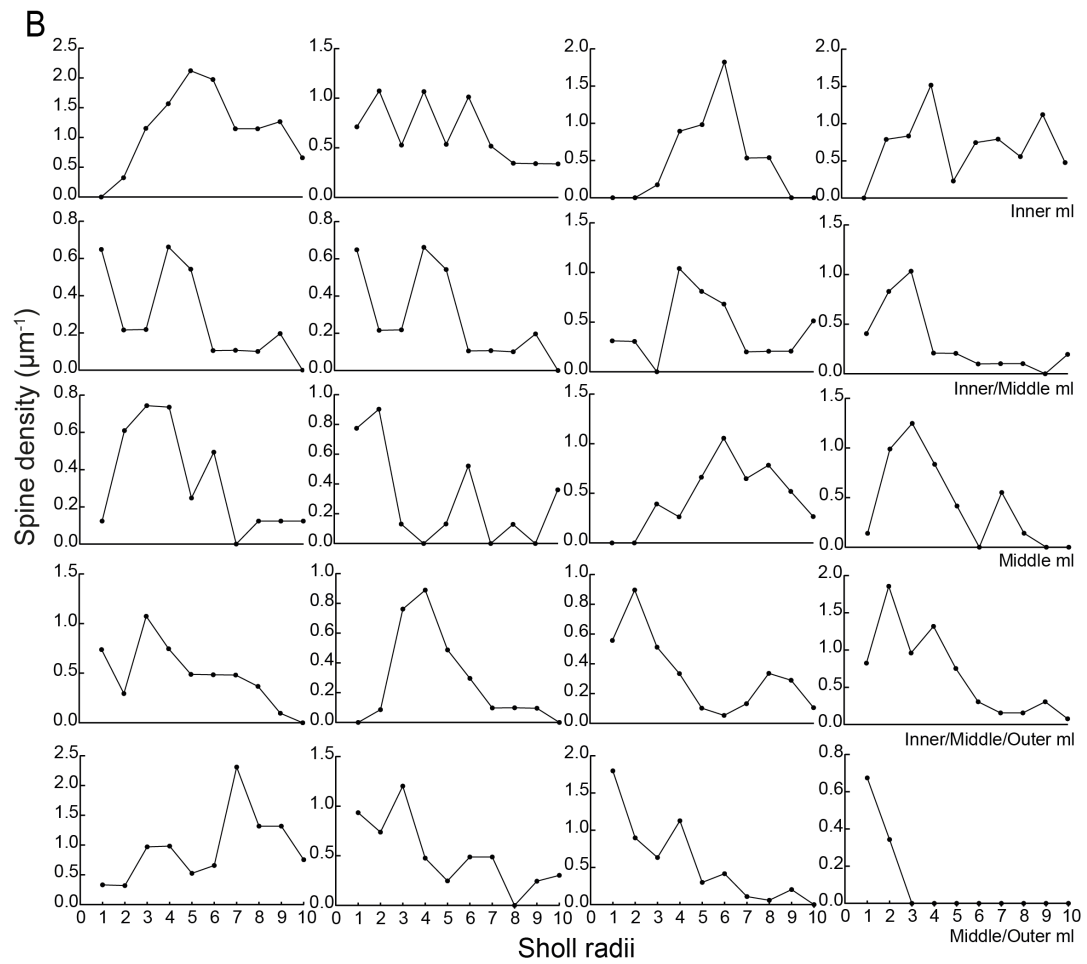 B
Spine density (µm⁻¹)
2.5 2.0 1.5 1.0 0.5 0.0
1.5 1.0 0.5 0.0
2.0 1.5 1.0 0.5 0.0
2.0 1.5 1.0 0.5 0.0
Inner ml
0.8 0.6 0.4 0.2 0.0
0.8 0.6 0.4 0.2 0.0
1.5 1.0 0.5 0.0
1.5 1.0 0.5 0.0
Inner/Middle ml
0.8 0.6 0.4 0.2 0.0
1.0 0.8 0.6 0.4 0.2 0.0
1.5 1.0 0.5 0.0
1.5 1.0 0.5 0.0
Middle ml
1.5 1.0 0.5 0.0
1.0 0.8 0.6 0.4 0.2 0.0
1.0 0.8 0.6 0.4 0.2 0.0
2.0 1.5 1.0 0.5 0.0
Inner/Middle/Outer ml
2.5 2.0 1.5 1.0 0.5 0.0
1.5 1.0 0.5 0.0
2.0 1.5 1.0 0.5 0.0
0.8 0.6 0.4 0.2 0.0
0 1 2 3 4 5 6 7 8 9 10
0 1 2 3 4 5 6 7 8 9 10
0 1 2 3 4 5 6 7 8 9 10
0 1 2 3 4 5 6 7 8 9 10
Middle/Outer ml
Sholl radii